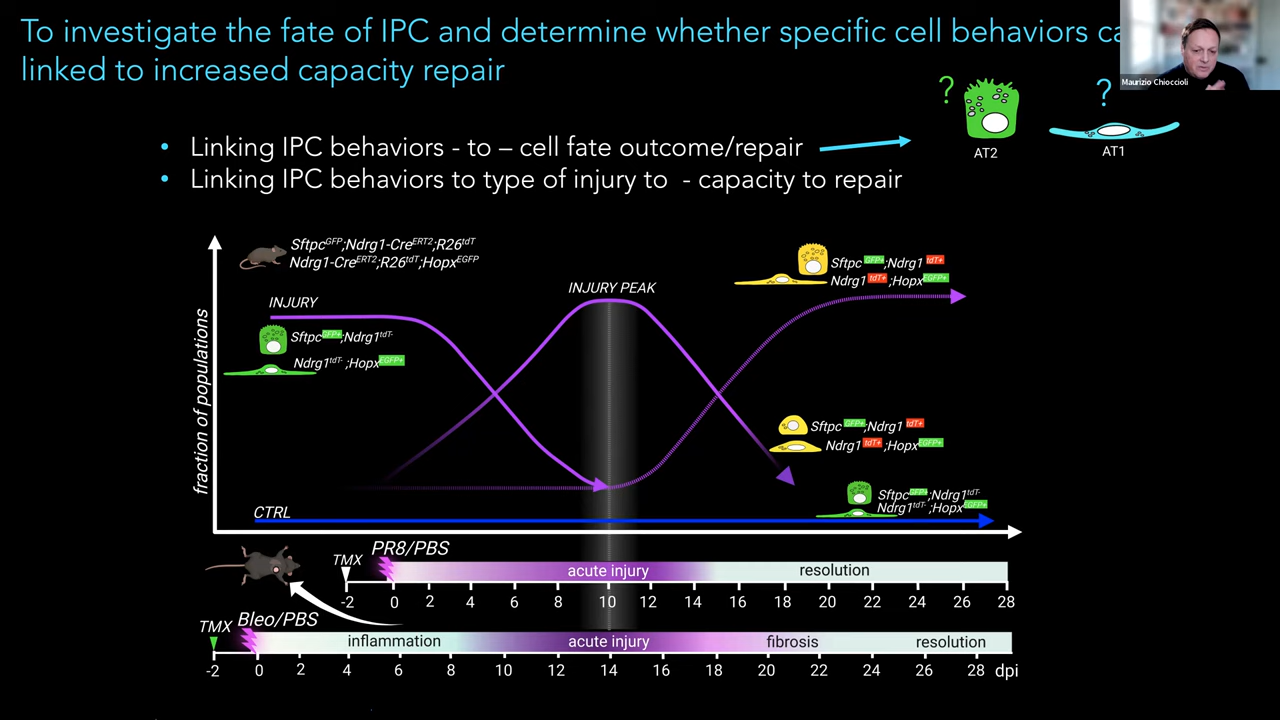 To investigate the fate of IPC and determine whether specific cell behaviors
linked to increased capacity repair
Maurizio Chioccioli
? ?
• Linking IPC behaviors - to – cell fate outcome/repair
AT2 AT1
• Linking IPC behaviors to type of injury to - capacity to repair
Sftpc^GFP;Ndrg1-Cre^ERT2;R26^tdT
Ndrg1-Cre^ERT2;R26^tdT;Hopx^EGFP
Sftpc GFP+;Ndrg1 tdT+
Ndrg1 tdT+;Hopx EGFP+
INJURY PEAK
INJURY
Sftpc GFP+;Ndrg1 tdT-
Ndrg1 tdT- ;Hopx EGFP+
fraction of populations
Sftpc GFP+;Ndrg1 tdT+
Ndrg1 tdT+ ;Hopx EGFP+
Sftpc GFP+;Ndrg1 tdT-
Ndrg1 tdT- ;Hopx EGFP+
CTRL
TMX PR8/PBS
acute injury resolution
-2 0 2 4 6 8 10 12 14 16 18 20 22 24 26 28
TMX Bleo/PBS
inflammation acute injury fibrosis resolution
-2 0 2 4 6 8 10 12 14 16 18 20 22 24 26 28 dpi